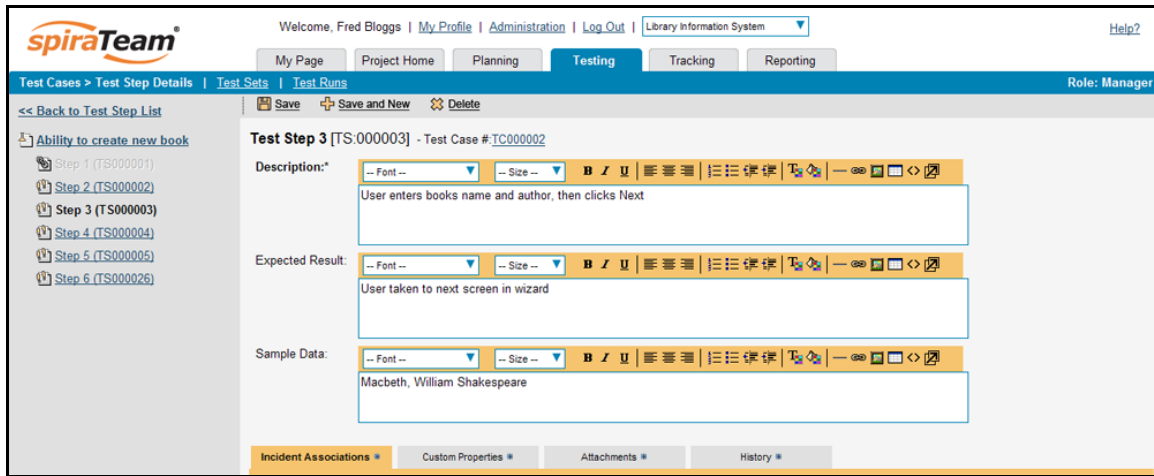 spiraTeam®
Welcome, Fred Bloggs | My Profile | Administration | Log Out | Library Information System
Help?
My Page Project Home Planning Testing Tracking Reporting
Test Cases > Test Step Details | Test Sets | Test Runs
Role: Manager
<< Back to Test Step List
Save Save and New Delete
Ability to create new book
Step 1 (TS000001)
Step 2 (TS000002)
Step 3 (TS000003)
Step 4 (TS000004)
Step 5 (TS000005)
Step 6 (TS000026)
Test Step 3 [TS:000003] - Test Case #:TC000002
Description:*
-- Font -- -- Size -- B I U
User enters books name and author, then clicks Next
Expected Result:
-- Font -- -- Size -- B I U
User taken to next screen in wizard
Sample Data:
-- Font -- -- Size -- B I U
Macbeth, William Shakespeare
Incident Associations Custom Properties Attachments History